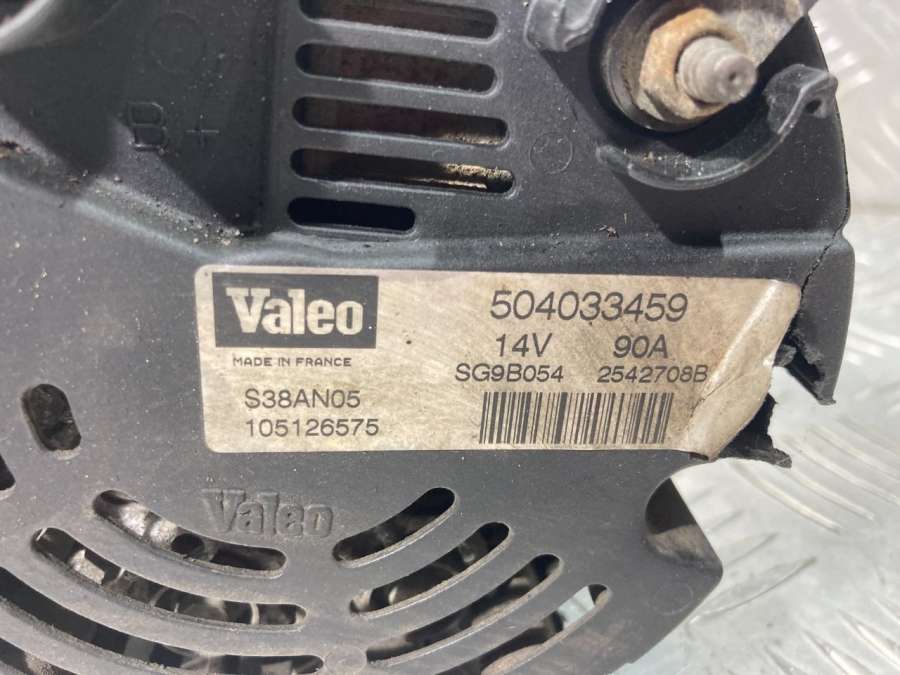 B+
Valeo
MADE IN FRANCE
S38AN05
105126575
504033459
14V 90A
SG9B054 2542708B
Valeo